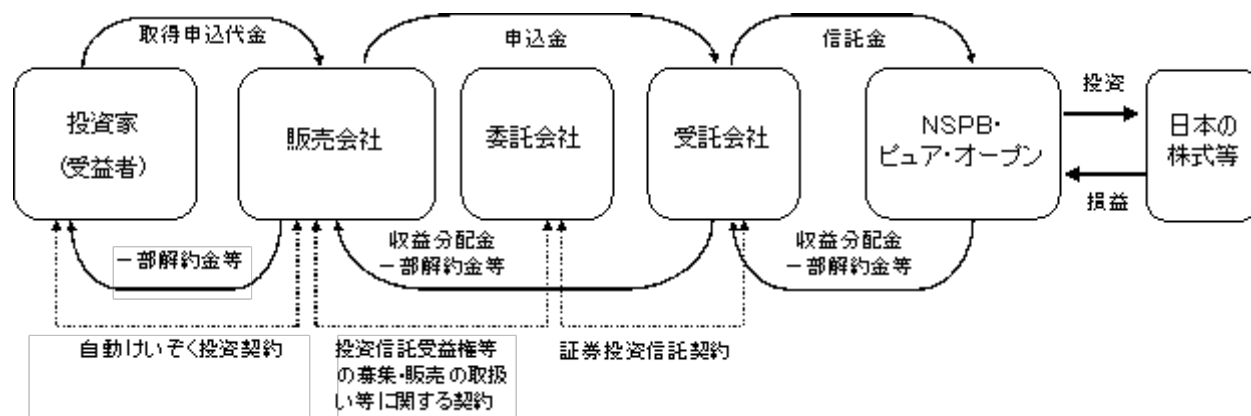 取得申込代金
申込金
信託金
投資家
(受益者)
販売会社
委託会社
受託会社
NSPB・
ピュア・オープン
投資
損益
日本の
株式等
一部解約金等
収益分配金
一部解約金等
収益分配金
一部解約金等
自動けいぞく投資契約
投資信託受益権等
の募集・販売の取扱
い等に関する契約
証券投資信託契約